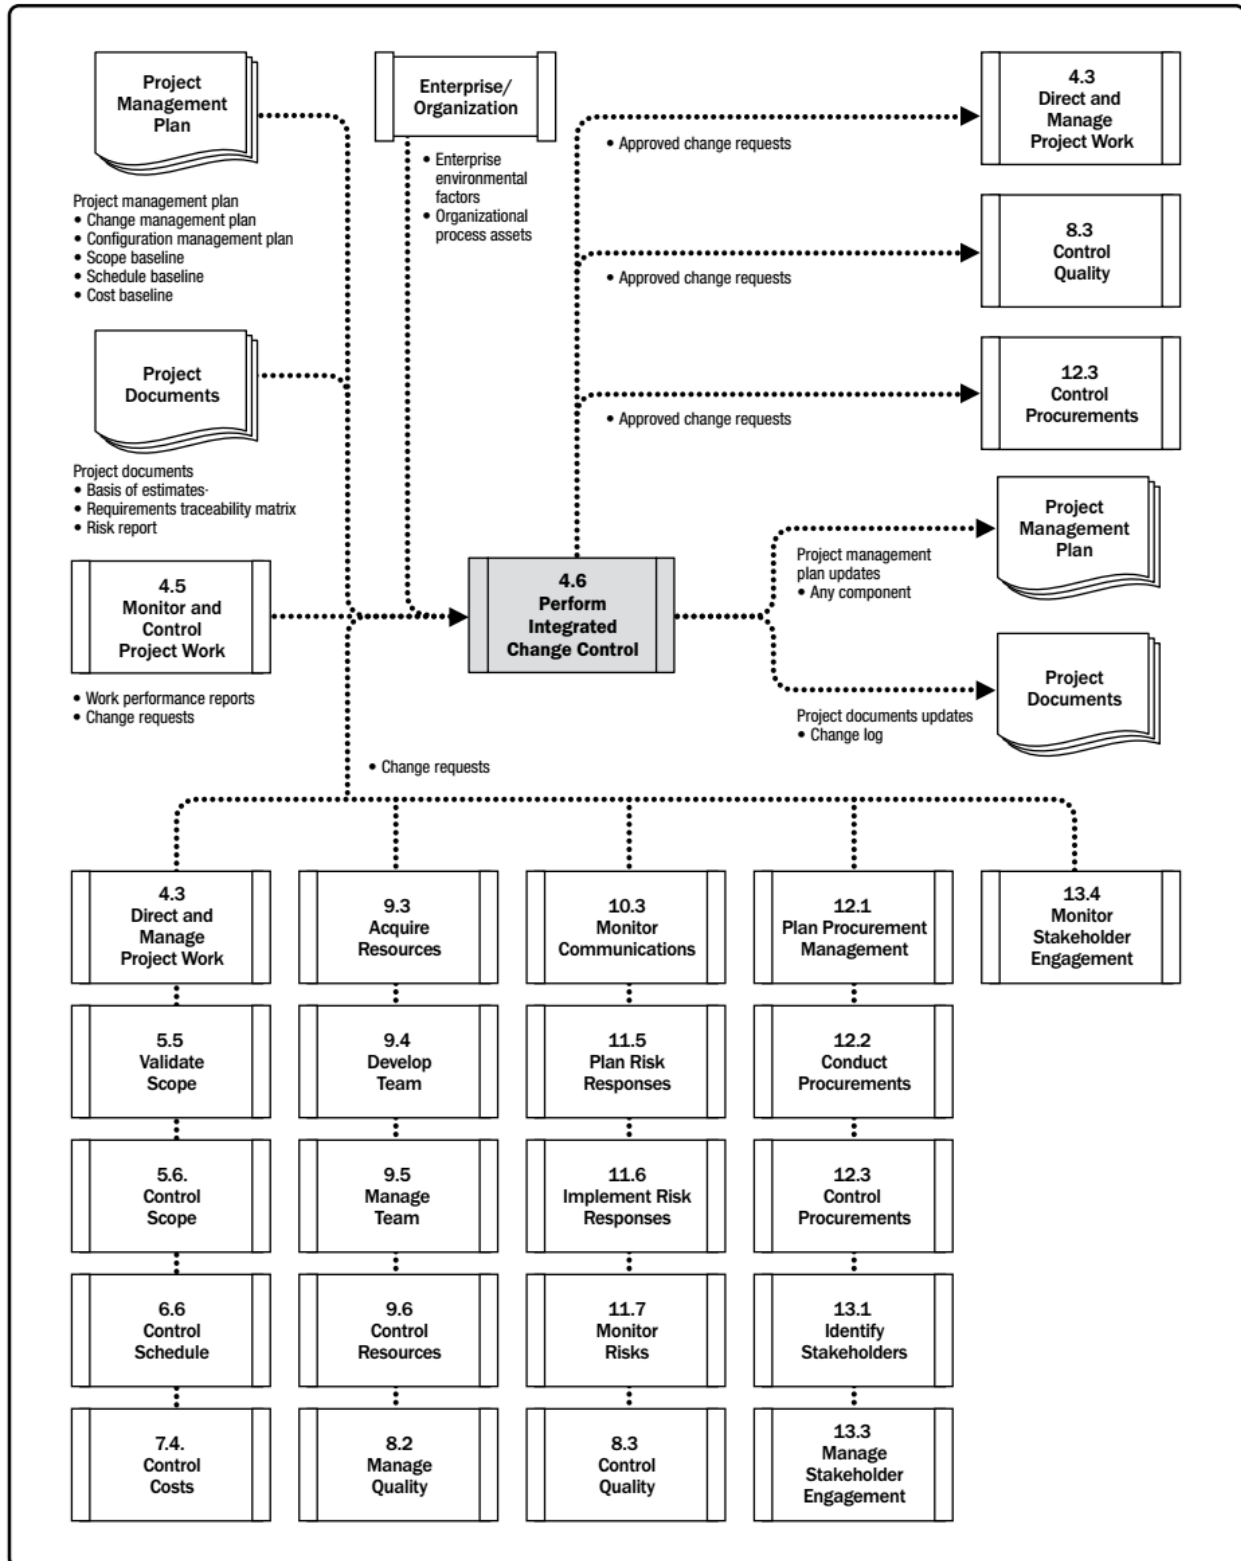 Project
Management
Plan
Project management plan
• Change management plan
• Configuration management plan
• Scope baseline
• Schedule baseline
• Cost baseline
Project
Documents
Project documents
• Basis of estimates·
• Requirements traceability matrix
• Risk report
4.5
Monitor and
Control
Project Work
• Work performance reports
• Change requests
Enterprise/
Organization
• Enterprise
environmental
factors
• Organizational
process assets
4.6
Perform
Integrated
Change Control
• Approved change requests
4.3
Direct and
Manage
Project Work
• Approved change requests
8.3
Control
Quality
• Approved change requests
12.3
Control
Procurements
Project management
plan updates
• Any component
Project
Management
Plan
Project documents updates
• Change log
Project
Documents
• Change requests
4.3
Direct and
Manage
Project Work
5.5
Validate
Scope
5.6.
Control
Scope
6.6
Control
Schedule
7.4.
Control
Costs
9.3
Acquire
Resources
9.4
Develop
Team
9.5
Manage
Team
9.6
Control
Resources
8.2
Manage
Quality
10.3
Monitor
Communications
11.5
Plan Risk
Responses
11.6
Implement Risk
Responses
11.7
Monitor
Risks
8.3
Control
Quality
12.1
Plan Procurement
Management
12.2
Conduct
Procurements
12.3
Control
Procurements
13.1
Identify
Stakeholders
13.3
Manage
Stakeholder
Engagement
13.4
Monitor
Stakeholder
Engagement